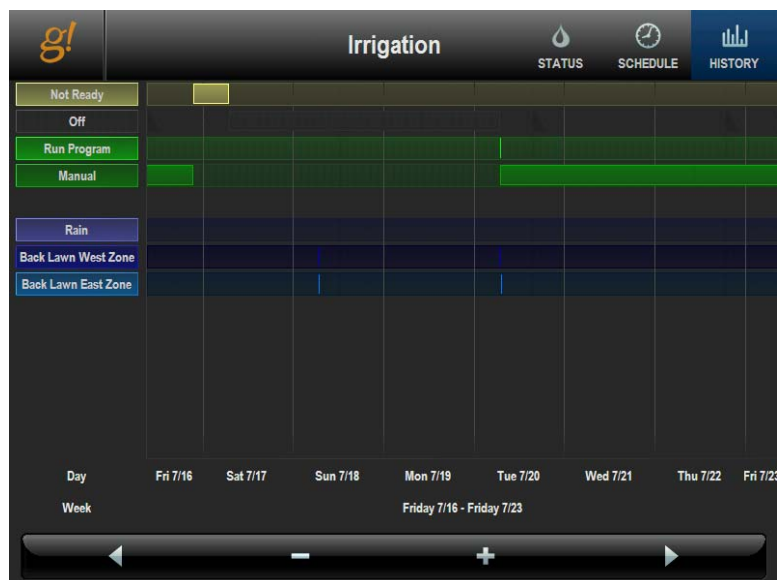 g!
Irrigation
STATUS
SCHEDULE
HISTORY
Not Ready
Off
Run Program
Manual
Rain
Back Lawn West Zone
Back Lawn East Zone
Day Fri 7/16 Sat 7/17 Sun 7/18 Mon 7/19 Tue 7/20 Wed 7/21 Thu 7/22 Fri 7/23
Week Friday 7/16 - Friday 7/23